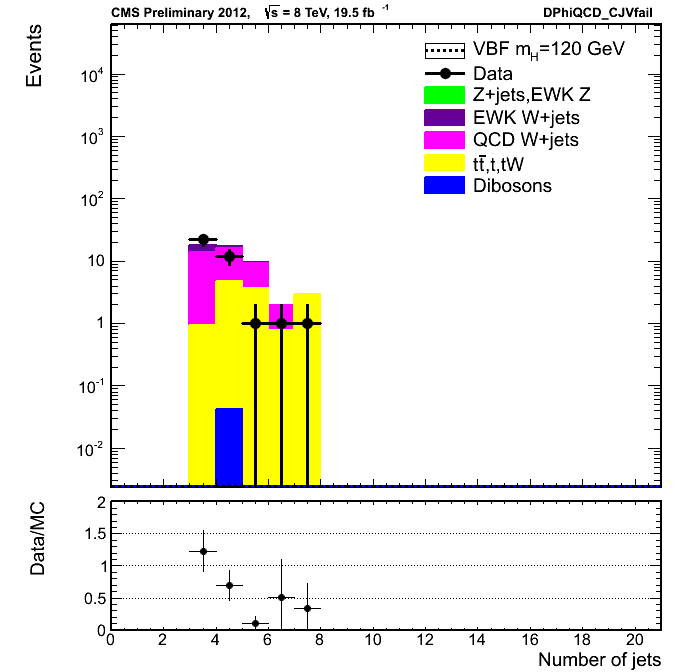 CMS Preliminary 2012, √s = 8 TeV, 19.5 fb⁻¹ DPhiQCD_CJVfail
Events
VBF m_H=120 GeV
Data
Z+jets,EWK Z
EWK W+jets
QCD W+jets
tt̄,t,tW
Dibosons
10⁴
10³
10²
10
1
10⁻¹
10⁻²
Data/MC
2
1.5
1
0.5
0
0 2 4 6 8 10 12 14 16 18 20
Number of jets